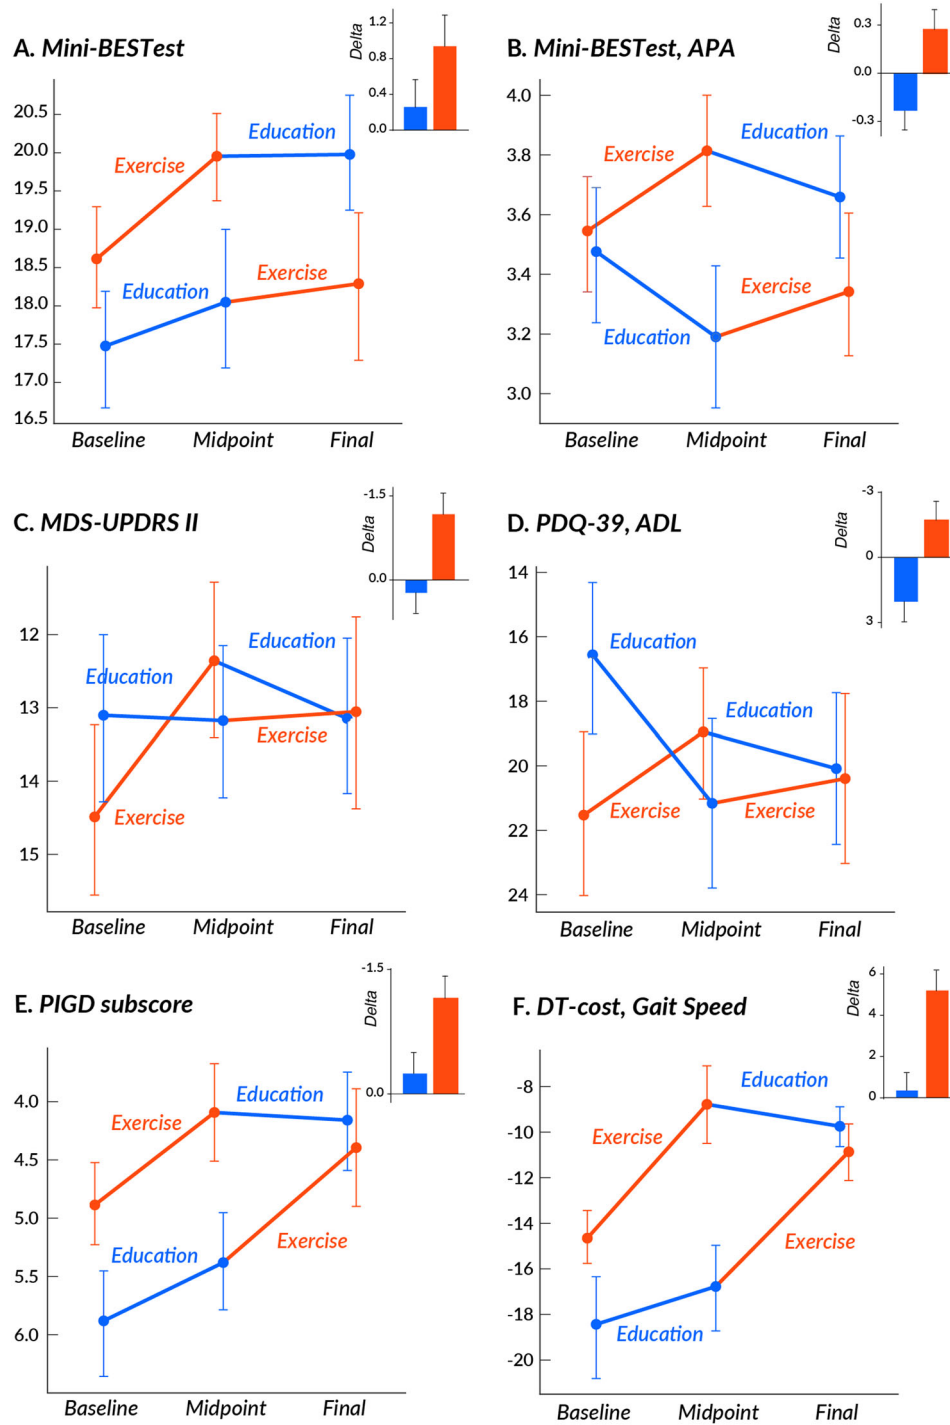 A. Mini-BESTest
Delta
1.2
0.8
0.4
0.0
20.5
20.0
19.5
19.0
18.5
18.0
17.5
17.0
16.5
Exercise
Education
Education
Exercise
Baseline Midpoint Final
B. Mini-BESTest, APA
Delta
0.3
0.0
-0.3
4.0
3.8
3.6
3.4
3.2
3.0
Exercise
Education
Education
Exercise
Baseline Midpoint Final
C. MDS-UPDRS II
Delta
-1.5
0.0
12
13
14
15
Education
Education
Exercise
Exercise
Baseline Midpoint Final
D. PDQ-39, ADL
Delta
-3
0
3
14
16
18
20
22
24
Education
Education
Exercise
Exercise
Baseline Midpoint Final
E. PIGD subscore
Delta
-1.5
0.0
4.0
4.5
5.0
5.5
6.0
Exercise
Education
Education
Exercise
Baseline Midpoint Final
F. DT-cost, Gait Speed
Delta
6
4
2
0
-8
-10
-12
-14
-16
-18
-20
Exercise
Education
Education
Exercise
Baseline Midpoint Final